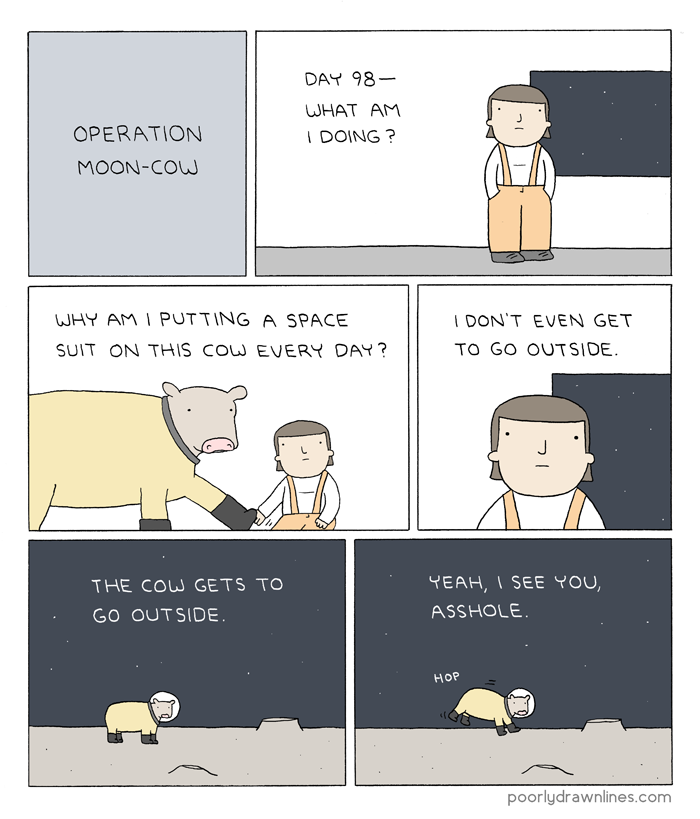 OPERATION
MOON-COW
DAY 98—
WHAT AM
I DOING?
WHY AM I PUTTING A SPACE
SUIT ON THIS COW EVERY DAY?
I DON'T EVEN GET
TO GO OUTSIDE.
THE COW GETS TO
GO OUTSIDE.
YEAH, I SEE YOU,
ASSHOLE.
HOP
poorlydrawnlines.com